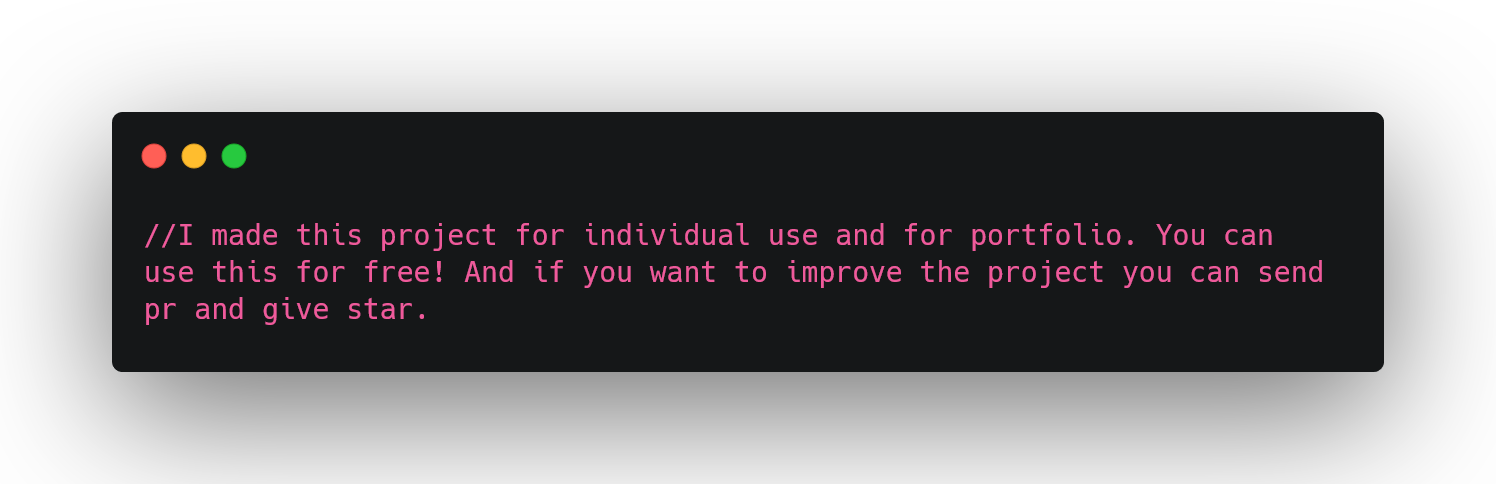 //I made this project for individual use and for portfolio. You can
use this for free! And if you want to improve the project you can send
pr and give star.